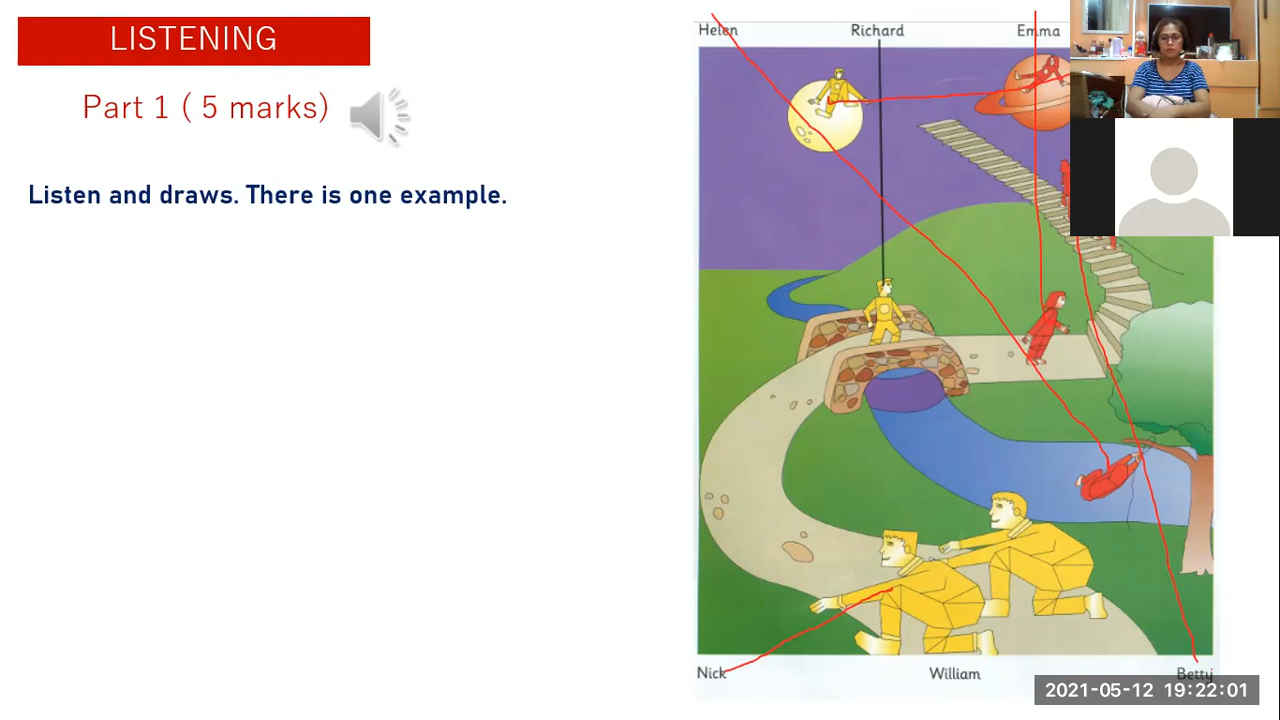 LISTENING
Part 1 ( 5 marks)
Listen and draws. There is one example.
Helen Richard Emma
Nick William Betty
2021-05-12 19:22:01